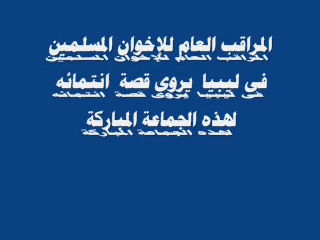 المراقب العام للإخوان المسلمين
فى ليبيا يروى قصة انتمائه
لهذه الجماعة المباركة